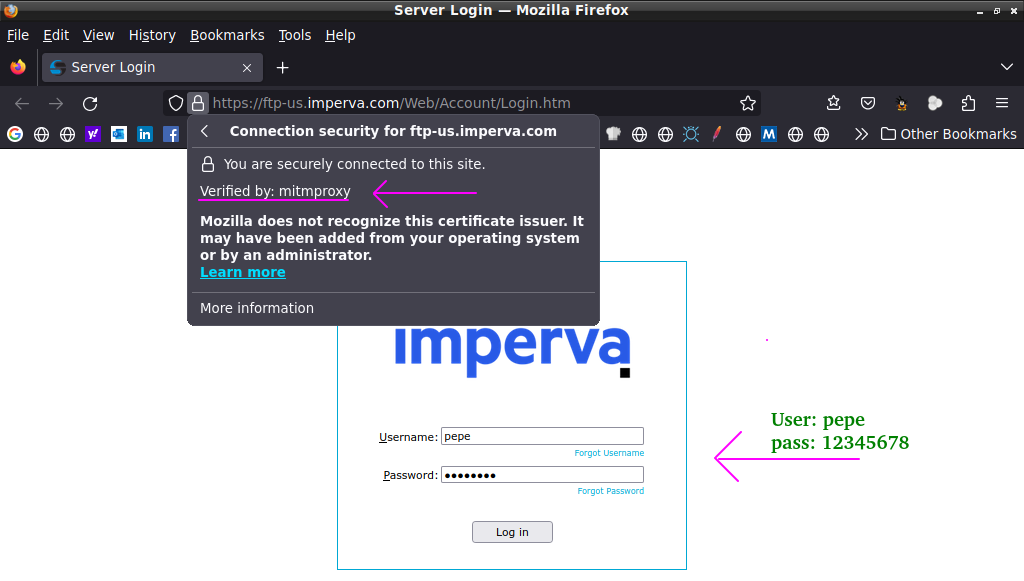 Server Login — Mozilla Firefox
File Edit View History Bookmarks Tools Help
Server Login
https://ftp-us.imperva.com/Web/Account/Login.htm
Other Bookmarks
Connection security for ftp-us.imperva.com
You are securely connected to this site.
Verified by: mitmproxy
Mozilla does not recognize this certificate issuer. It
may have been added from your operating system
or by an administrator.
Learn more
More information
imperva
Username: pepe
Forgot Username
Password: ●●●●●●●●
Forgot Password
Log in
User: pepe
pass: 12345678